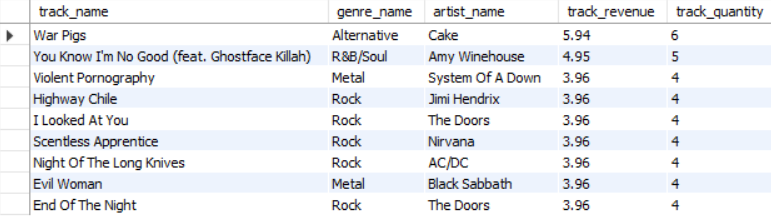 track_name genre_name artist_name track_revenue track_quantity
War Pigs Alternative Cake 5.94 6
You Know I'm No Good (feat. Ghostface Killah) R&B/Soul Amy Winehouse 4.95 5
Violent Pornography Metal System Of A Down 3.96 4
Highway Chile Rock Jimi Hendrix 3.96 4
I Looked At You Rock The Doors 3.96 4
Scentless Apprentice Rock Nirvana 3.96 4
Night Of The Long Knives Rock AC/DC 3.96 4
Evil Woman Metal Black Sabbath 3.96 4
End Of The Night Rock The Doors 3.96 4